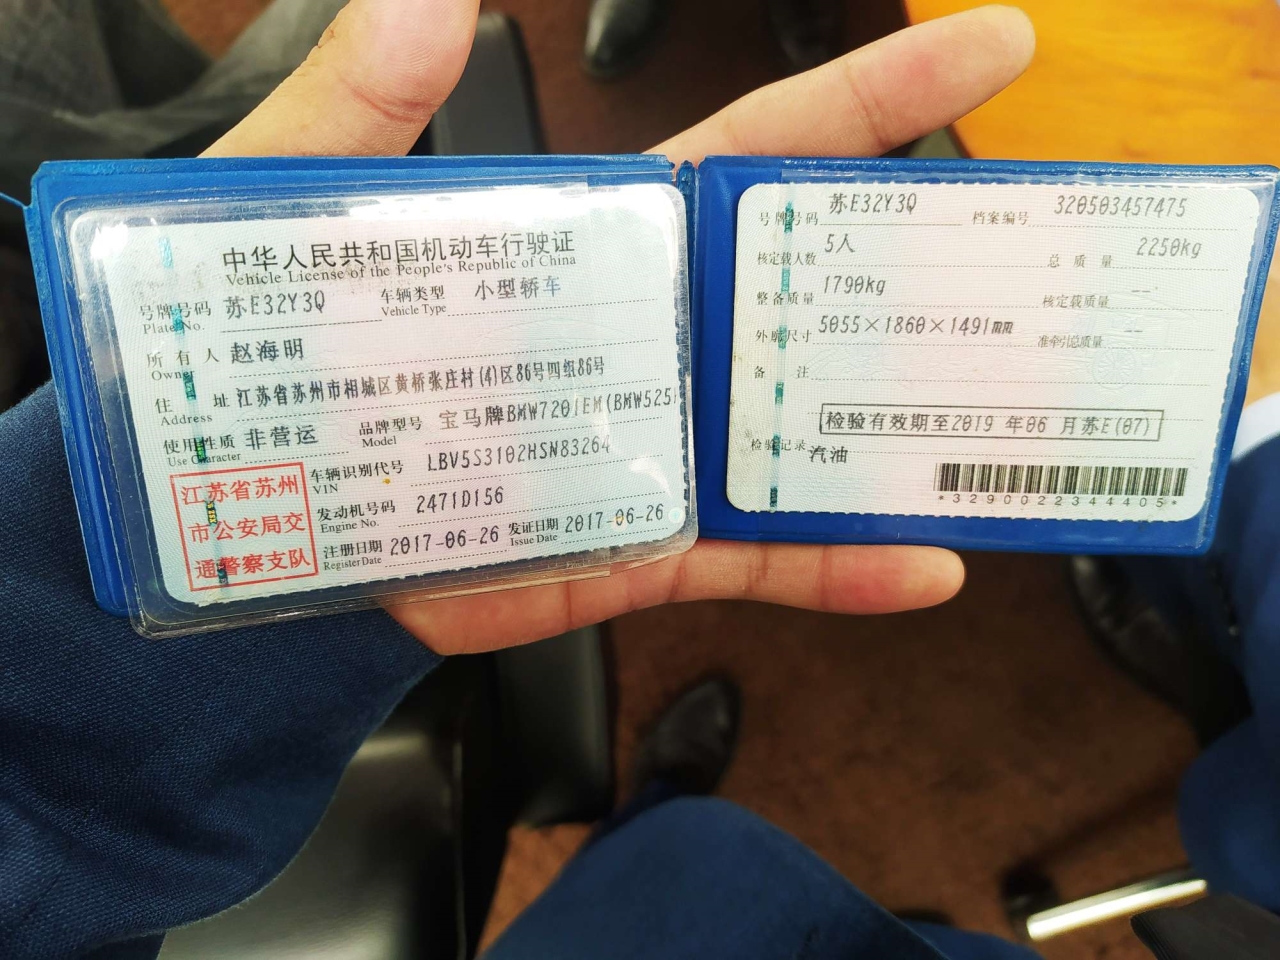 中华人民共和国机动车行驶证
Vehicle License of the People's Republic of China
号牌号码 苏E32Y3Q 车辆类型 小型轿车
Plate No. Vehicle Type
所有人 赵海明
Owner
住址 江苏省苏州市相城区黄桥张庄村(4)区86号四组86号
Address
使用性质 非营运 品牌型号 宝马牌BMW7201EM(BMW525
Use Character Model
江苏省苏州
市公安局交
通警察支队
车辆识别代号 LBV5S3102HSN83264
VIN
发动机号码 2471D156
Engine No.
注册日期 2017-06-26 发证日期 2017-06-26
Register Date Issue Date
号牌号码 苏E32Y3Q 档案编号 320503457475
核定载人数 5人 总质量 2250kg
整备质量 1790kg 核定载质量 --
外廓尺寸 5055×1860×1491mm 准牵引总质量 --
备注
检验有效期至2019 年06 月苏E(07)
检验记录 汽油
*3290022344405*